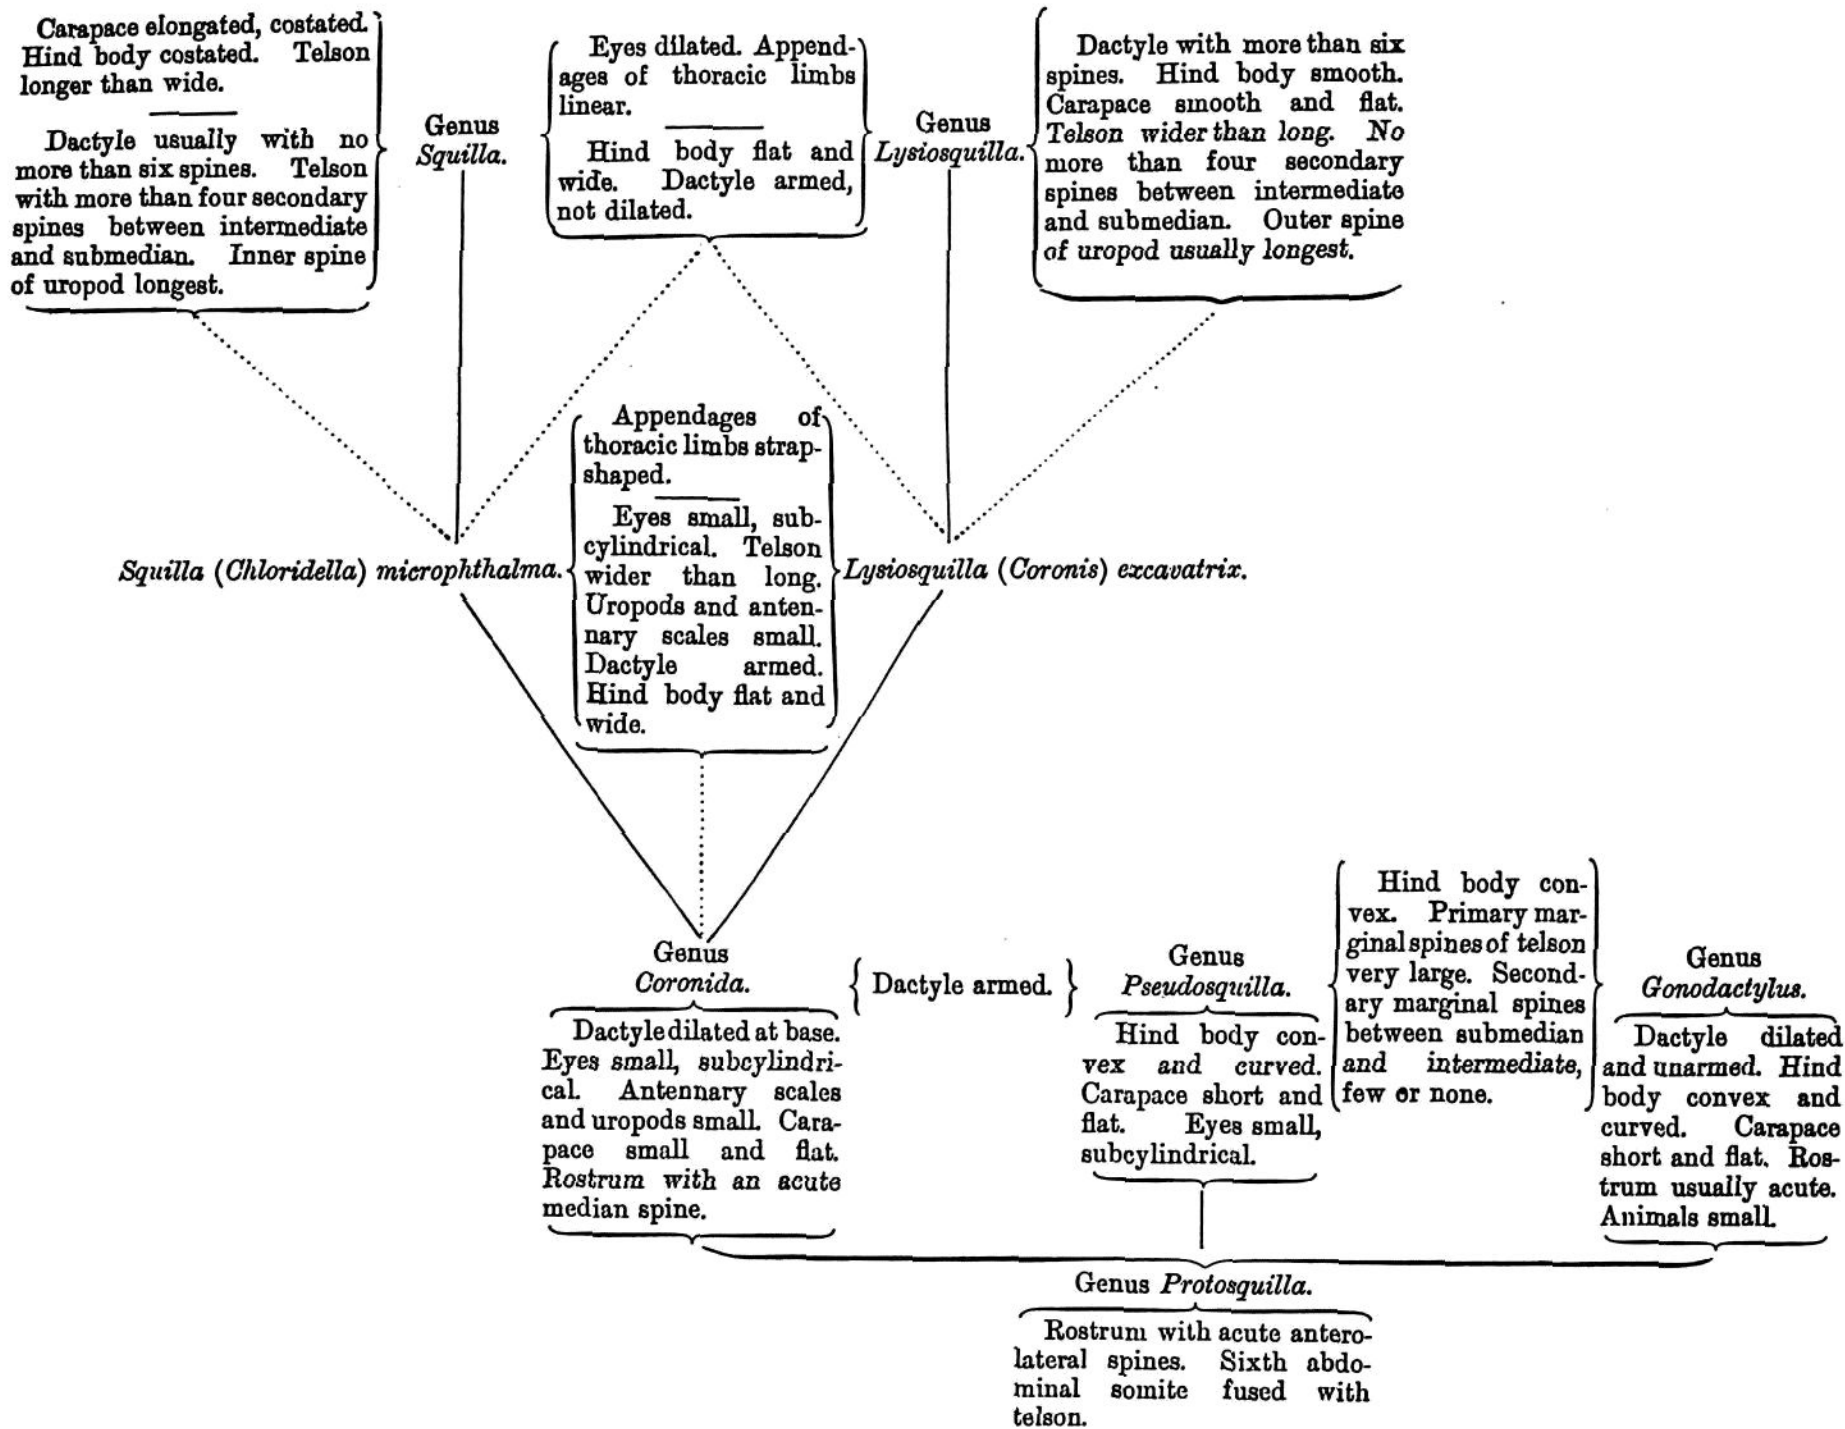 Carapace elongated, costated.
Hind body costated. Telson
longer than wide.
Dactyle usually with no
more than six spines. Telson
with more than four secondary
spines between intermediate
and submedian. Inner spine
of uropod longest.
Genus
Squilla.
Eyes dilated. Append-
ages of thoracic limbs
linear.
Hind body flat and
wide. Dactyle armed,
not dilated.
Genus
Lysiosquilla.
Dactyle with more than six
spines. Hind body smooth.
Carapace smooth and flat.
Telson wider than long. No
more than four secondary
spines between intermediate
and submedian. Outer spine
of uropod usually longest.
Squilla (Chloridella) microphthalma.
Appendages of
thoracic limbs strap-
shaped.
Eyes small, sub-
cylindrical. Telson
wider than long.
Uropods and anten-
nary scales small.
Dactyle armed.
Hind body flat and
wide.
Lysiosquilla (Coronis) excavatrix.
Genus
Coronida.
Dactyle dilated at base.
Eyes small, subcylindri-
cal. Antennary scales
and uropods small. Cara-
pace small and flat.
Rostrum with an acute
median spine.
Dactyle armed.
Genus
Pseudosquilla.
Hind body con-
vex and curved.
Carapace short and
flat. Eyes small,
subcylindrical.
Hind body con-
vex. Primary mar-
ginal spines of telson
very large. Second-
ary marginal spines
between submedian
and intermediate,
few or none.
Genus
Gonodactylus.
Dactyle dilated
and unarmed. Hind
body convex and
curved. Carapace
short and flat. Ros-
trum usually acute.
Animals small.
Genus Protosquilla.
Rostrum with acute antero-
lateral spines. Sixth abdo-
minal somite fused with
telson.